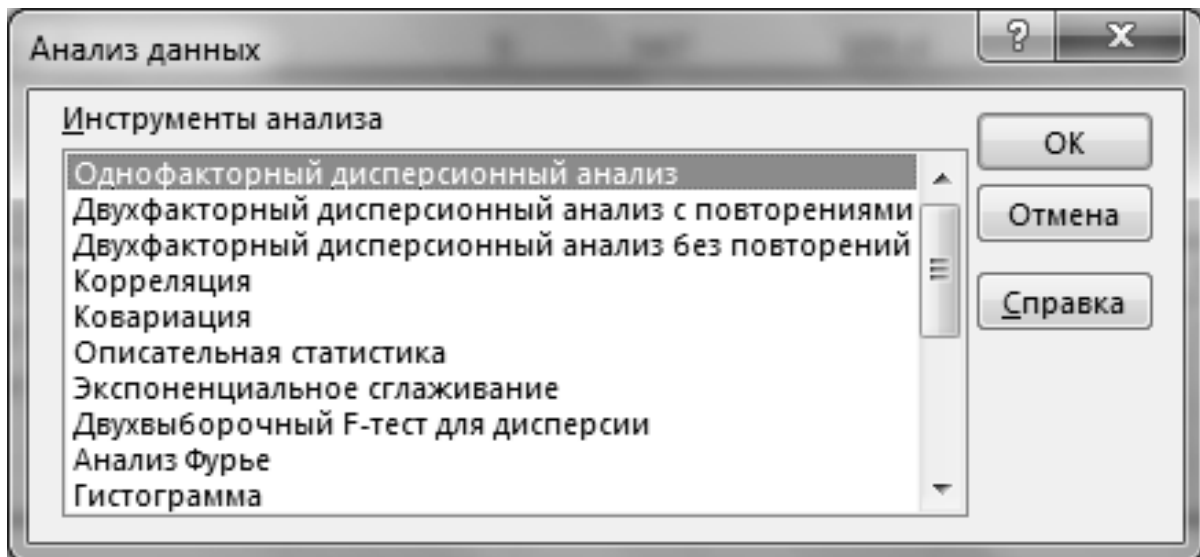 Анализ данных
Инструменты анализа
Однофакторный дисперсионный анализ
Двухфакторный дисперсионный анализ с повторениями
Двухфакторный дисперсионный анализ без повторений
Корреляция
Ковариация
Описательная статистика
Экспоненциальное сглаживание
Двухвыборочный F-тест для дисперсии
Анализ Фурье
Гистограмма
ОК
Отмена
Справка